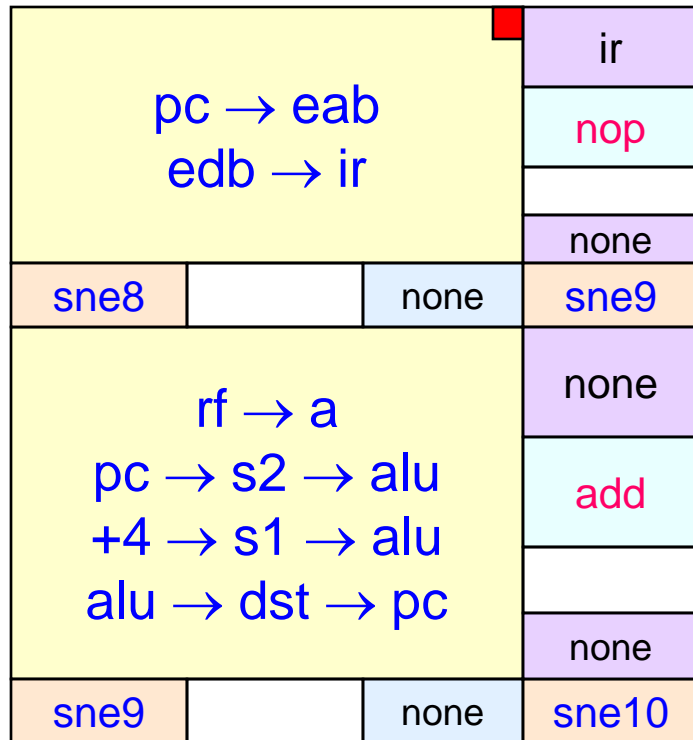 pc → eab
edb → ir
ir
nop
none
sne8
none
sne9
rf → a
pc → s2 → alu
+4 → s1 → alu
alu → dst → pc
none
add
none
sne9
none
sne10